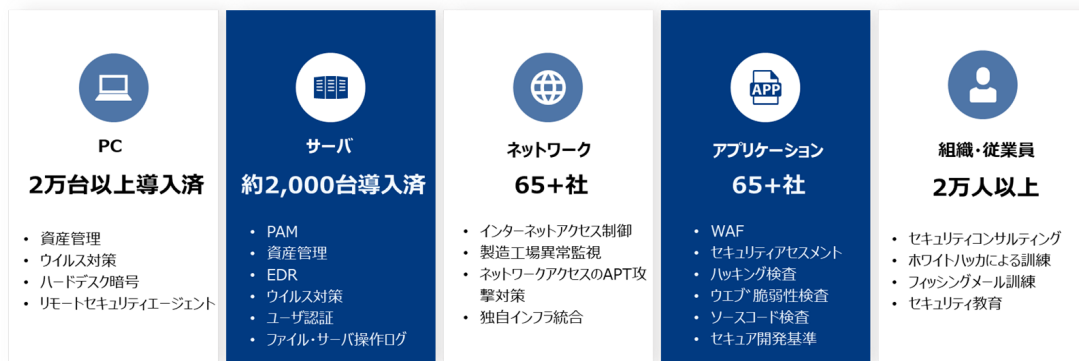 PC
2万台以上導入済
• 資産管理
• ウイルス対策
• ハードデスク暗号
• リモートセキュリティエージェント
サーバ
約2,000台導入済
• PAM
• 資産管理
• EDR
• ウイルス対策
• ユーザ認証
• ファイル・サーバ操作ログ
ネットワーク
65+社
• インターネットアクセス制御
• 製造工場異常監視
• ネットワークアクセスのAPT攻
撃対策
• 独自インフラ統合
APP
アプリケーション
65+社
• WAF
• セキュリティアセスメント
• ハッキング検査
• ウエブ脆弱性検査
• ソースコード検査
• セキュア開発基準
組織・従業員
2万人以上
• セキュリティコンサルティング
• ホワイトハッカによる訓練
• フィッシングメール訓練
• セキュリティ教育